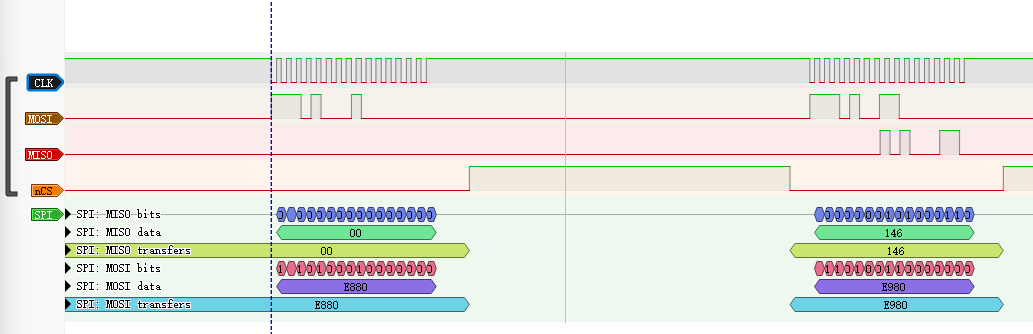 CLK
MOSI
MISO
nCS
SPI SPI: MISO bits
SPI: MISO data 00 146
SPI: MISO transfers 00 146
SPI: MOSI bits
SPI: MOSI data E880 E980
SPI: MOSI transfers E880 E980